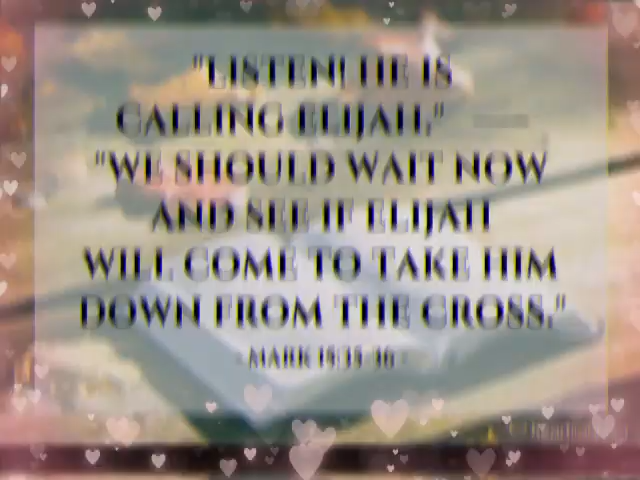 "LISTEN! HE IS
CALLING ELIJAH."
"WE SHOULD WAIT NOW
AND SEE IF ELIJAH
WILL COME TO TAKE HIM
DOWN FROM THE CROSS."
- MARK 15:35-36 -